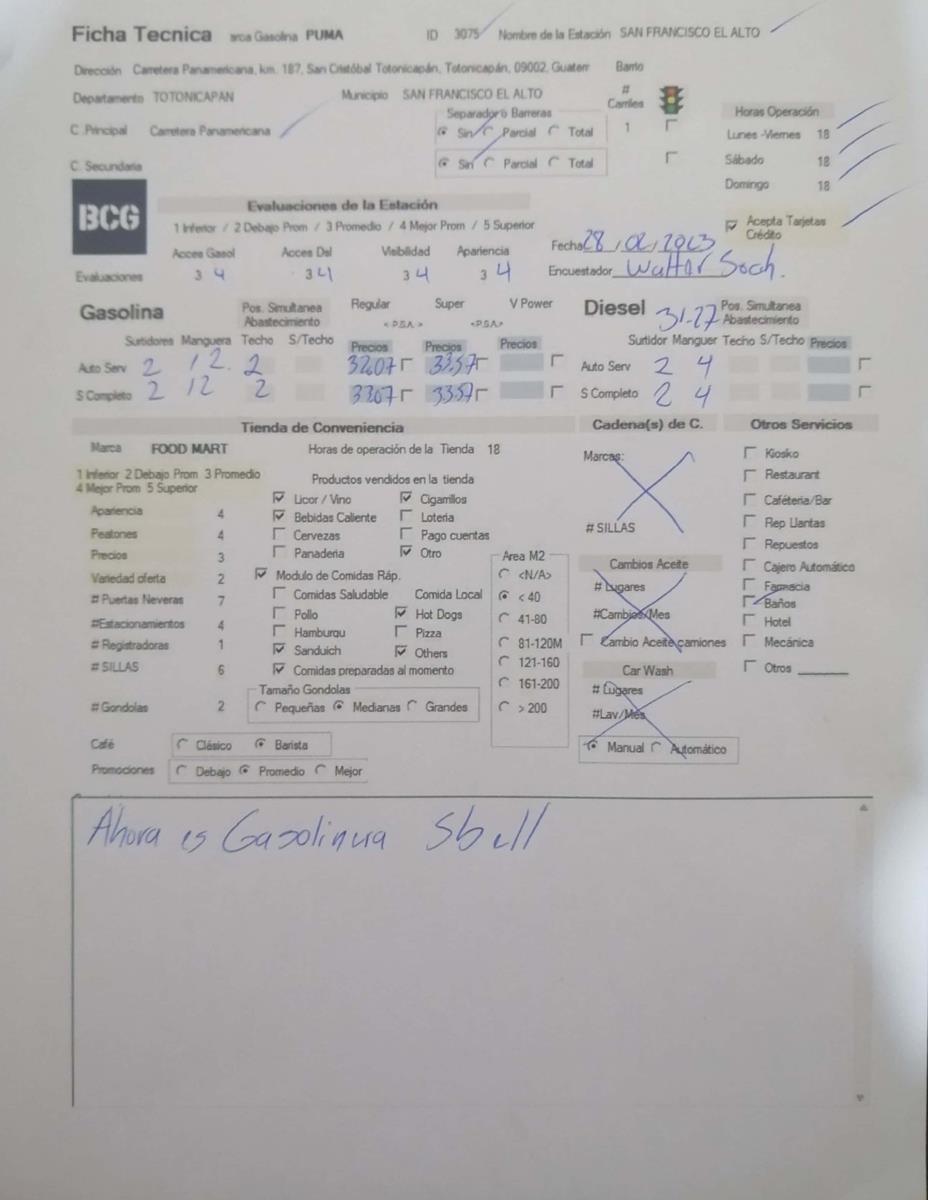 Ficha Tecnica arca Gasolina PUMA ID 3075 Nombre de la Estación SAN FRANCISCO EL ALTO
Dirección Carretera Panamericana, km. 187, San Cristóbal Totonicapán, Totonicapán, 09002, Guatem Barrio
Departamento TOTONICAPAN Municipio SAN FRANCISCO EL ALTO # Carriles
Separador o Barreras Horas Operación
C. Principal Carretera Panamericana Sin Parcial Total 1 Lunes -Viernes 18
C. Secundaria Sin Parcial Total Sábado 18
Domingo 18
BCG
Evaluaciones de la Estación
1 Inferior / 2 Debajo Prom / 3 Promedio / 4 Mejor Prom / 5 Superior
Acepta Tarjetas Crédito
Acces Gasol Acces Dsl Visibilidad Apariencia Fecha 28/02/2023
Evaluaciones 3 4 3 4 3 4 3 4 Encuestador Walter Soch.
Gasolina Pos. Simultanea Abastecimiento Regular Super V Power Diesel 31.27 Pos. Simultanea Abastecimiento
< P.S.A. > <P.S.A>
Surtidores Manguera Techo S/Techo Precios Precios Precios Surtidor Manguer Techo S/Techo Precios
Auto Serv 2 12. 2 32.07 33.57 Auto Serv 2 4
S Completo 2 12 2 33.57 S Completo 2 4
Tienda de Conveniencia Cadena(s) de C. Otros Servicios
Marca FOOD MART Horas de operación de la Tienda 18 Marcas: Kiosko
1 Inferior 2 Debajo Prom 3 Promedio
4 Mejor Prom 5 Superior
Productos vendidos en la tienda Restaurant
Apariencia 4 Licor / Vino Cigarrillos Caféteria/Bar
Peatones 4 Bebidas Caliente Loteria # SILLAS Rep Llantas
Precios 3 Cervezas Pago cuentas Repuestos
Panaderia Otro Area M2 Cambios Aceite Cajero Automático
Variedad oferta 2 Modulo de Comidas Ráp. <N/A> # Lugares Farmacia
# Puertas Neveras 7 Comidas Saludable Comida Local < 40 Baños
#Estacionamientos 4 Pollo Hot Dogs 41-80 #Cambios/Mes Hotel
# Registradoras 1 Hamburqu Pizza 81-120M Cambio Aceite camiones Mecánica
Sanduich Others
# SILLAS 6 Comidas preparadas al momento 121-160 Car Wash Otros
Tamaño Gondolas 161-200 # Lugares
# Gondolas 2 Pequeñas Medianas Grandes > 200 #Lav/Mes
Café Clásico Barista Manual Automático
Promociones Debajo Promedio Mejor
Ahora es Gasolinera Shell